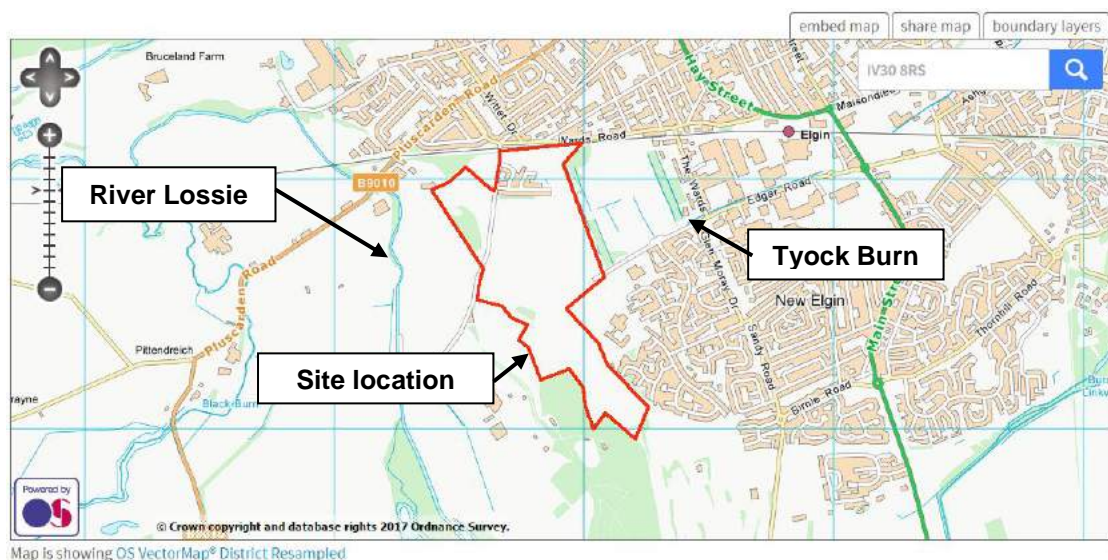 embed map
share map
boundary layers
IV30 8RS
Bruceland Farm
Hay Street
Street
Maisondieu
Wittet Dr
Pluscarden Road
Wards Road
Elgin
B9010
River Lossie
The Wards
Edgar Road
Tyock Burn
Glen Moray Dr
New Elgin
Main Street
Thornhill Road
Pluscarden Road
Sandy Road
Pittendreich
Site location
Birnie Road
Black Burn
Powered by
OS
© Crown copyright and database rights 2017 Ordnance Survey.
Map is showing OS VectorMap® District Resampled